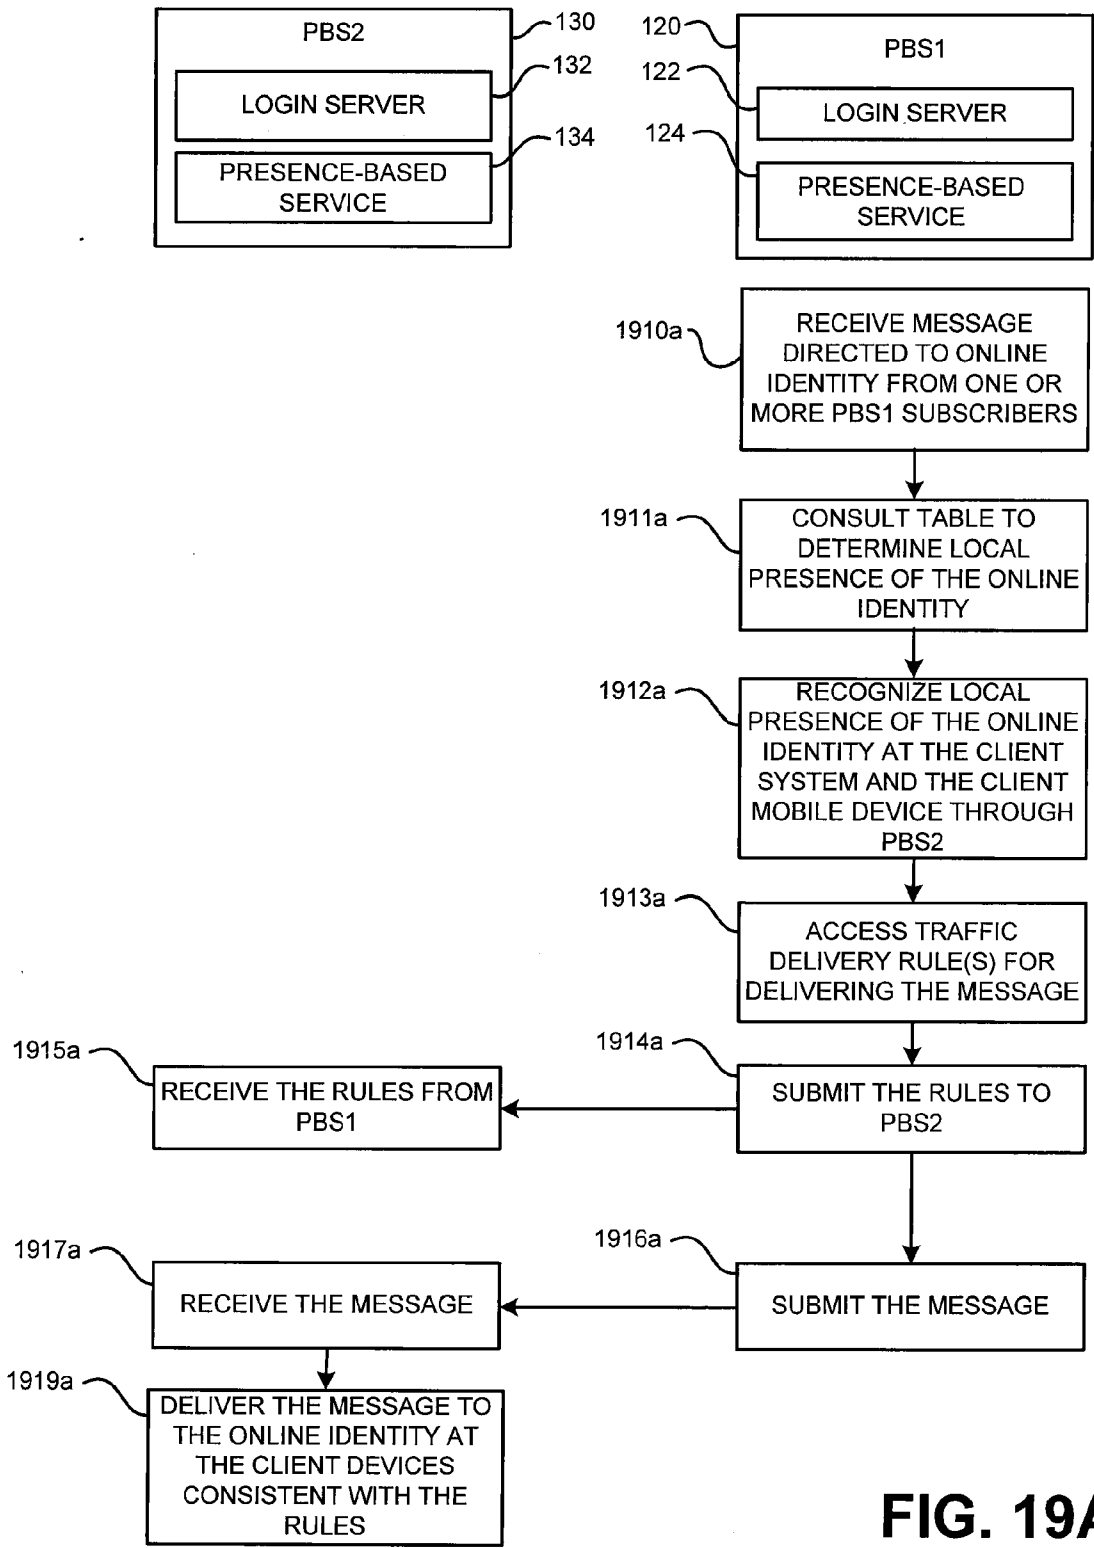 PBS2
130
LOGIN SERVER
132
PRESENCE-BASED
SERVICE
134
120
PBS1
122
LOGIN SERVER
124
PRESENCE-BASED
SERVICE
1910a
RECEIVE MESSAGE
DIRECTED TO ONLINE
IDENTITY FROM ONE OR
MORE PBS1 SUBSCRIBERS
1911a
CONSULT TABLE TO
DETERMINE LOCAL
PRESENCE OF THE ONLINE
IDENTITY
1912a
RECOGNIZE LOCAL
PRESENCE OF THE ONLINE
IDENTITY AT THE CLIENT
SYSTEM AND THE CLIENT
MOBILE DEVICE THROUGH
PBS2
1913a
ACCESS TRAFFIC
DELIVERY RULE(S) FOR
DELIVERING THE MESSAGE
1914a
SUBMIT THE RULES TO
PBS2
1915a
RECEIVE THE RULES FROM
PBS1
1916a
SUBMIT THE MESSAGE
1917a
RECEIVE THE MESSAGE
1919a
DELIVER THE MESSAGE TO
THE ONLINE IDENTITY AT
THE CLIENT DEVICES
CONSISTENT WITH THE
RULES
FIG. 19A